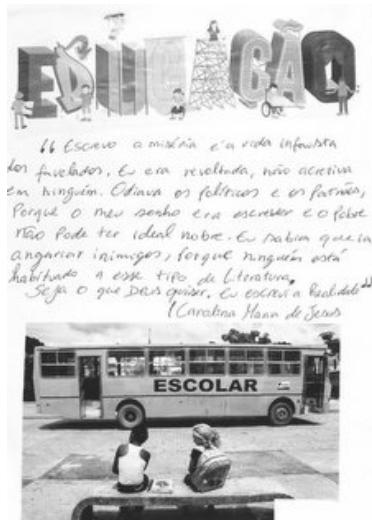 EDUCAÇÃO
“ Escrevo a miséria e a vida infausta
dos favelados. Eu era revoltada, não acretiva
em ninguém. Odiava os políticos e os patrões,
Porque o meu sonho era escrever e o pobre
não pode ter ideal nobre. Eu sabia que ia
angariar inimigos, porque ninguém está
habituado a esse tipo de Literatura.
Seja o que Deus quiser. Eu escrevi a Realidade”
(Carolina Maria de Jesus
ESCOLAR